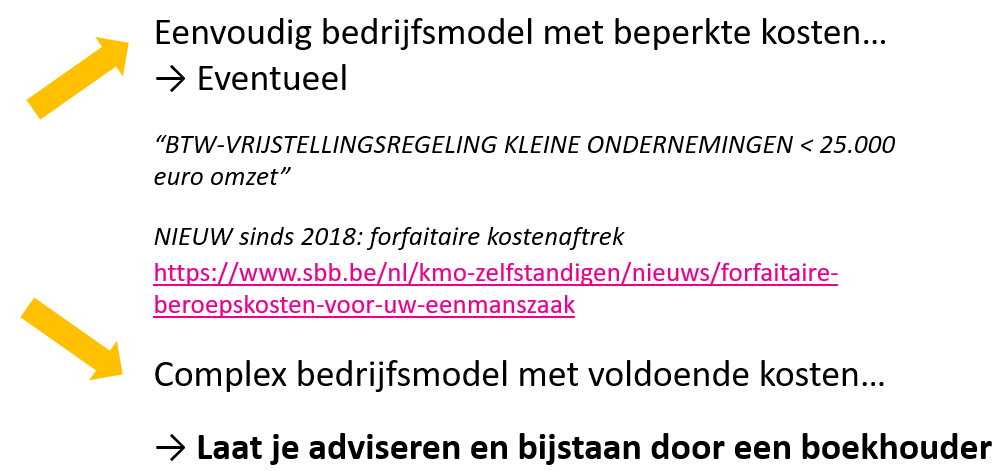 Eenvoudig bedrijfsmodel met beperkte kosten…
→ Eventueel
“BTW-VRIJSTELLINGSREGELING KLEINE ONDERNEMINGEN < 25.000
euro omzet”
NIEUW sinds 2018: forfaitaire kostenaftrek
https://www.sbb.be/nl/kmo-zelfstandigen/nieuws/forfaitaire-
beroepskosten-voor-uw-eenmanszaak
Complex bedrijfsmodel met voldoende kosten…
→ Laat je adviseren en bijstaan door een boekhouder